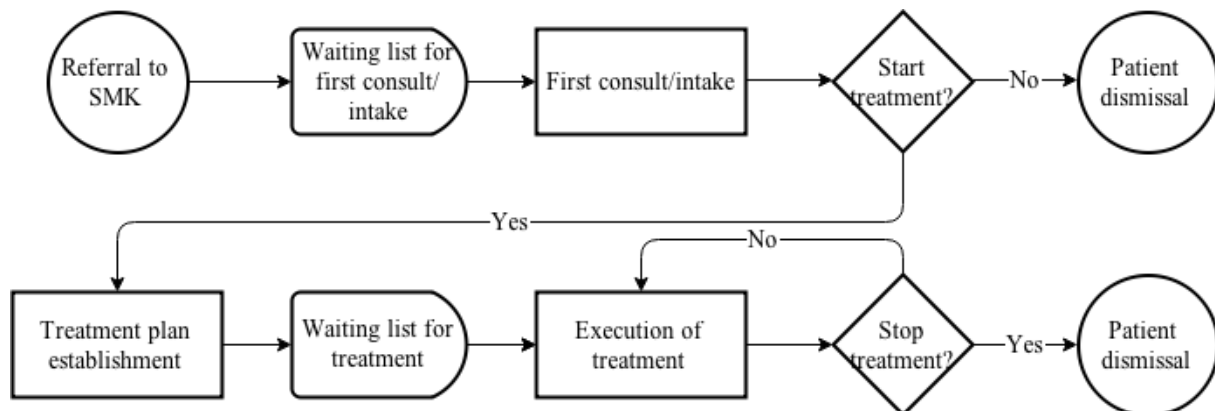 Referral to
SMK
Waiting list for
first consult/
intake
First consult/intake
Start
treatment?
No
Patient
dismissal
Yes
No
Treatment plan
establishment
Waiting list for
treatment
Execution of
treatment
Stop
treatment?
Yes
Patient
dismissal